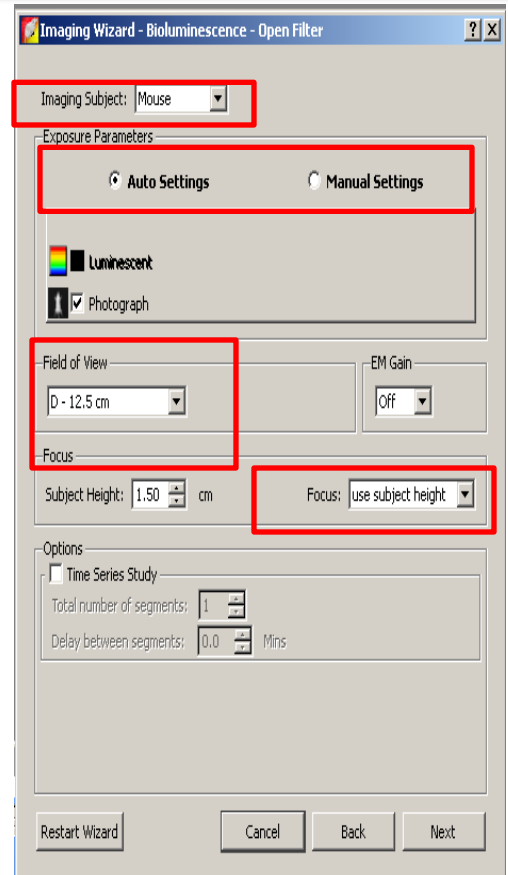 Imaging Wizard - Bioluminescence - Open Filter ? X
Imaging Subject: Mouse
Exposure Parameters
Auto Settings Manual Settings
Luminescent
Photograph
Field of View EM Gain
D - 12.5 cm Off
Focus
Subject Height: 1.50 cm Focus: use subject height
Options
Time Series Study
Total number of segments: 1
Delay between segments: 0.0 Mins
Restart Wizard Cancel Back Next